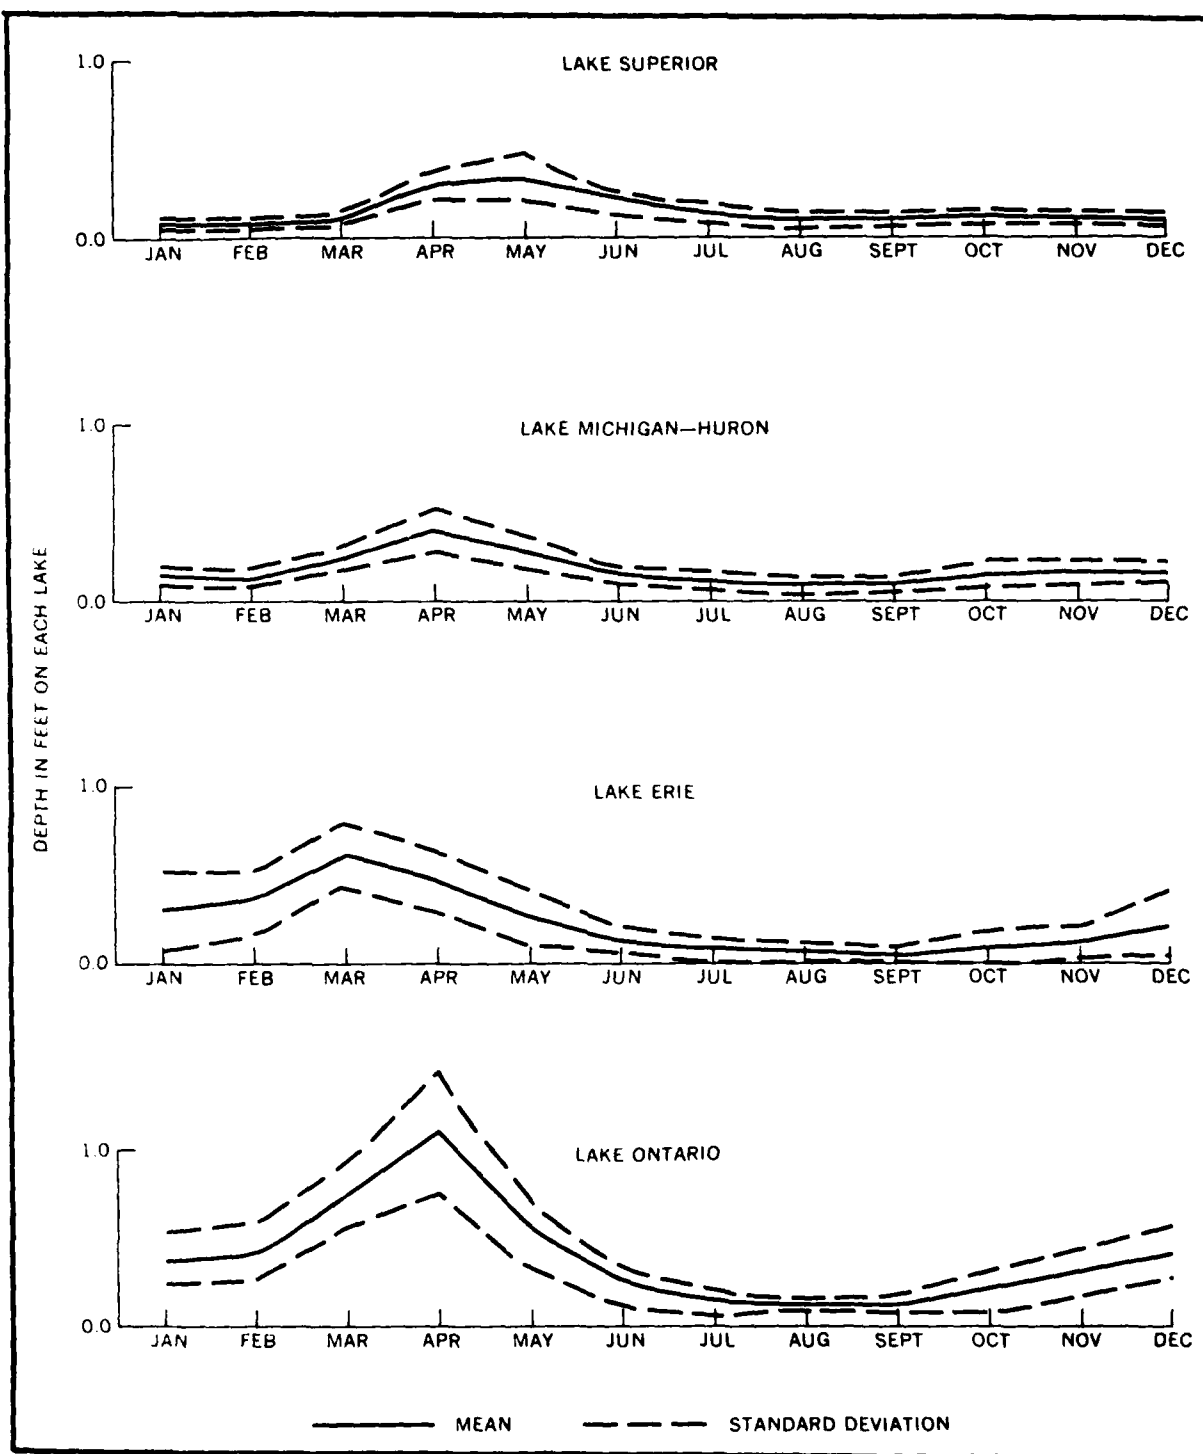 LAKE SUPERIOR
1.0
0.0
JAN FEB MAR APR MAY JUN JUL AUG SEPT OCT NOV DEC
LAKE MICHIGAN—HURON
1.0
0.0
JAN FEB MAR APR MAY JUN JUL AUG SEPT OCT NOV DEC
DEPTH IN FEET ON EACH LAKE
LAKE ERIE
1.0
0.0
JAN FEB MAR APR MAY JUN JUL AUG SEPT OCT NOV DEC
LAKE ONTARIO
1.0
0.0
JAN FEB MAR APR MAY JUN JUL AUG SEPT OCT NOV DEC
MEAN STANDARD DEVIATION